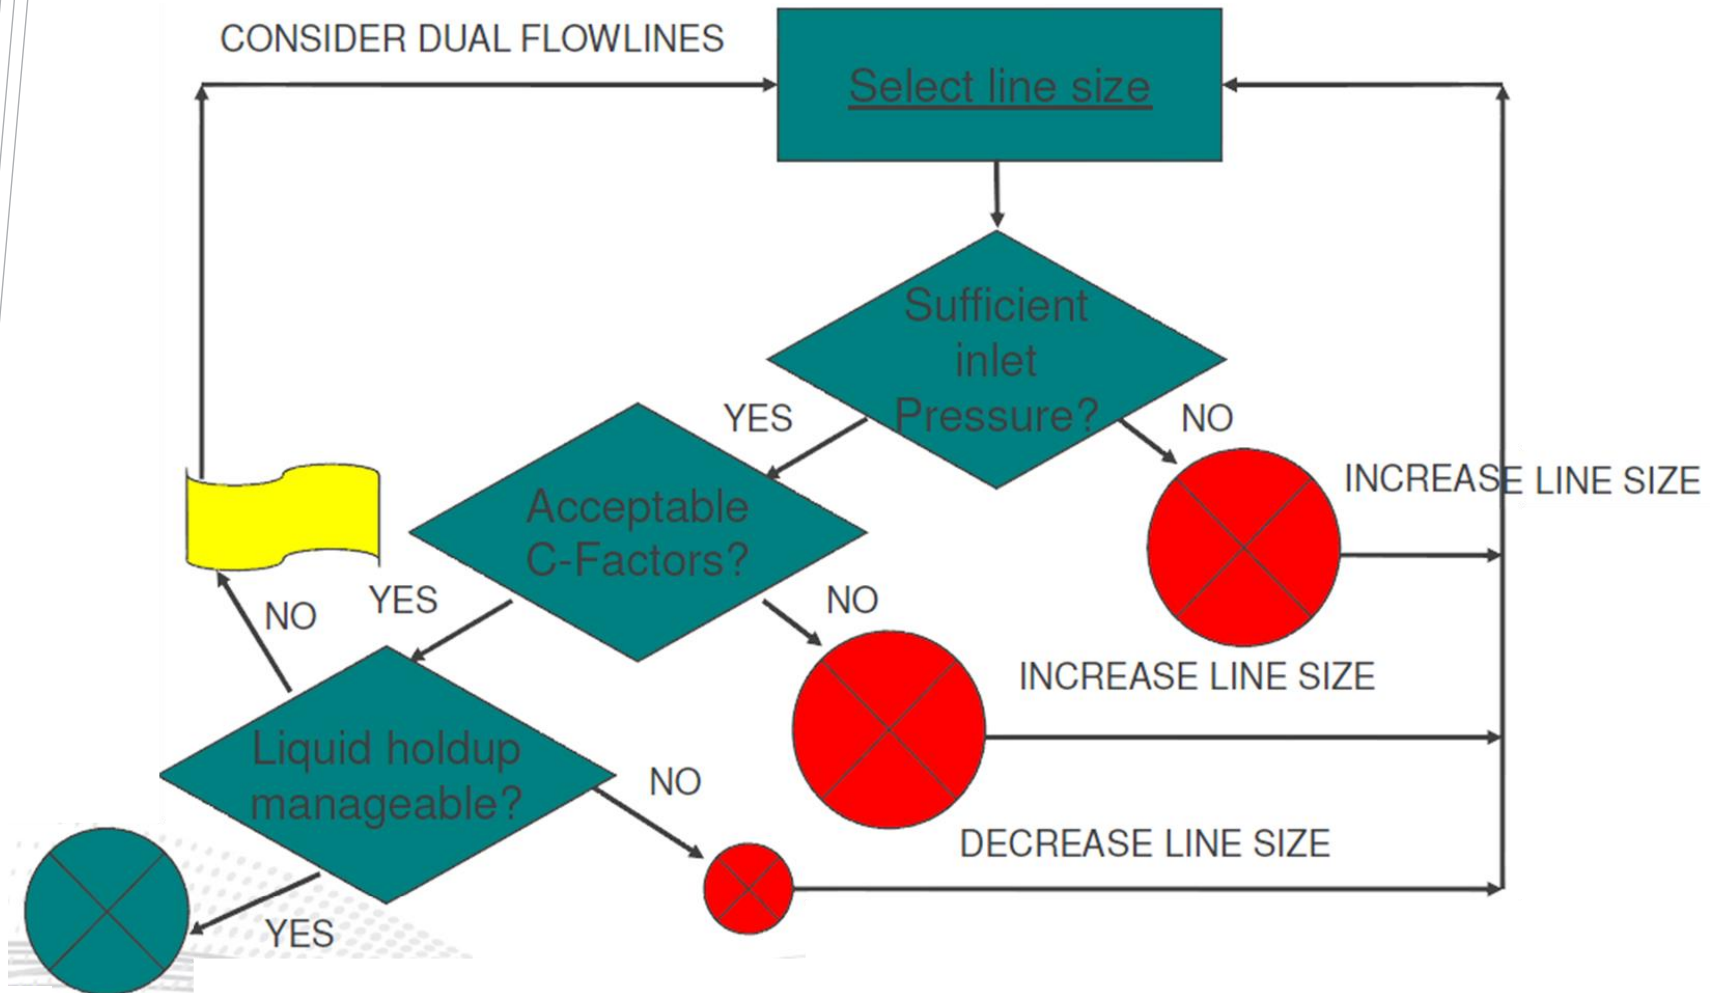 CONSIDER DUAL FLOWLINES
Select line size
Sufficient
inlet
Pressure?
YES
NO
INCREASE LINE SIZE
Acceptable
C-Factors?
YES
NO
NO
INCREASE LINE SIZE
Liquid holdup
manageable?
NO
DECREASE LINE SIZE
YES